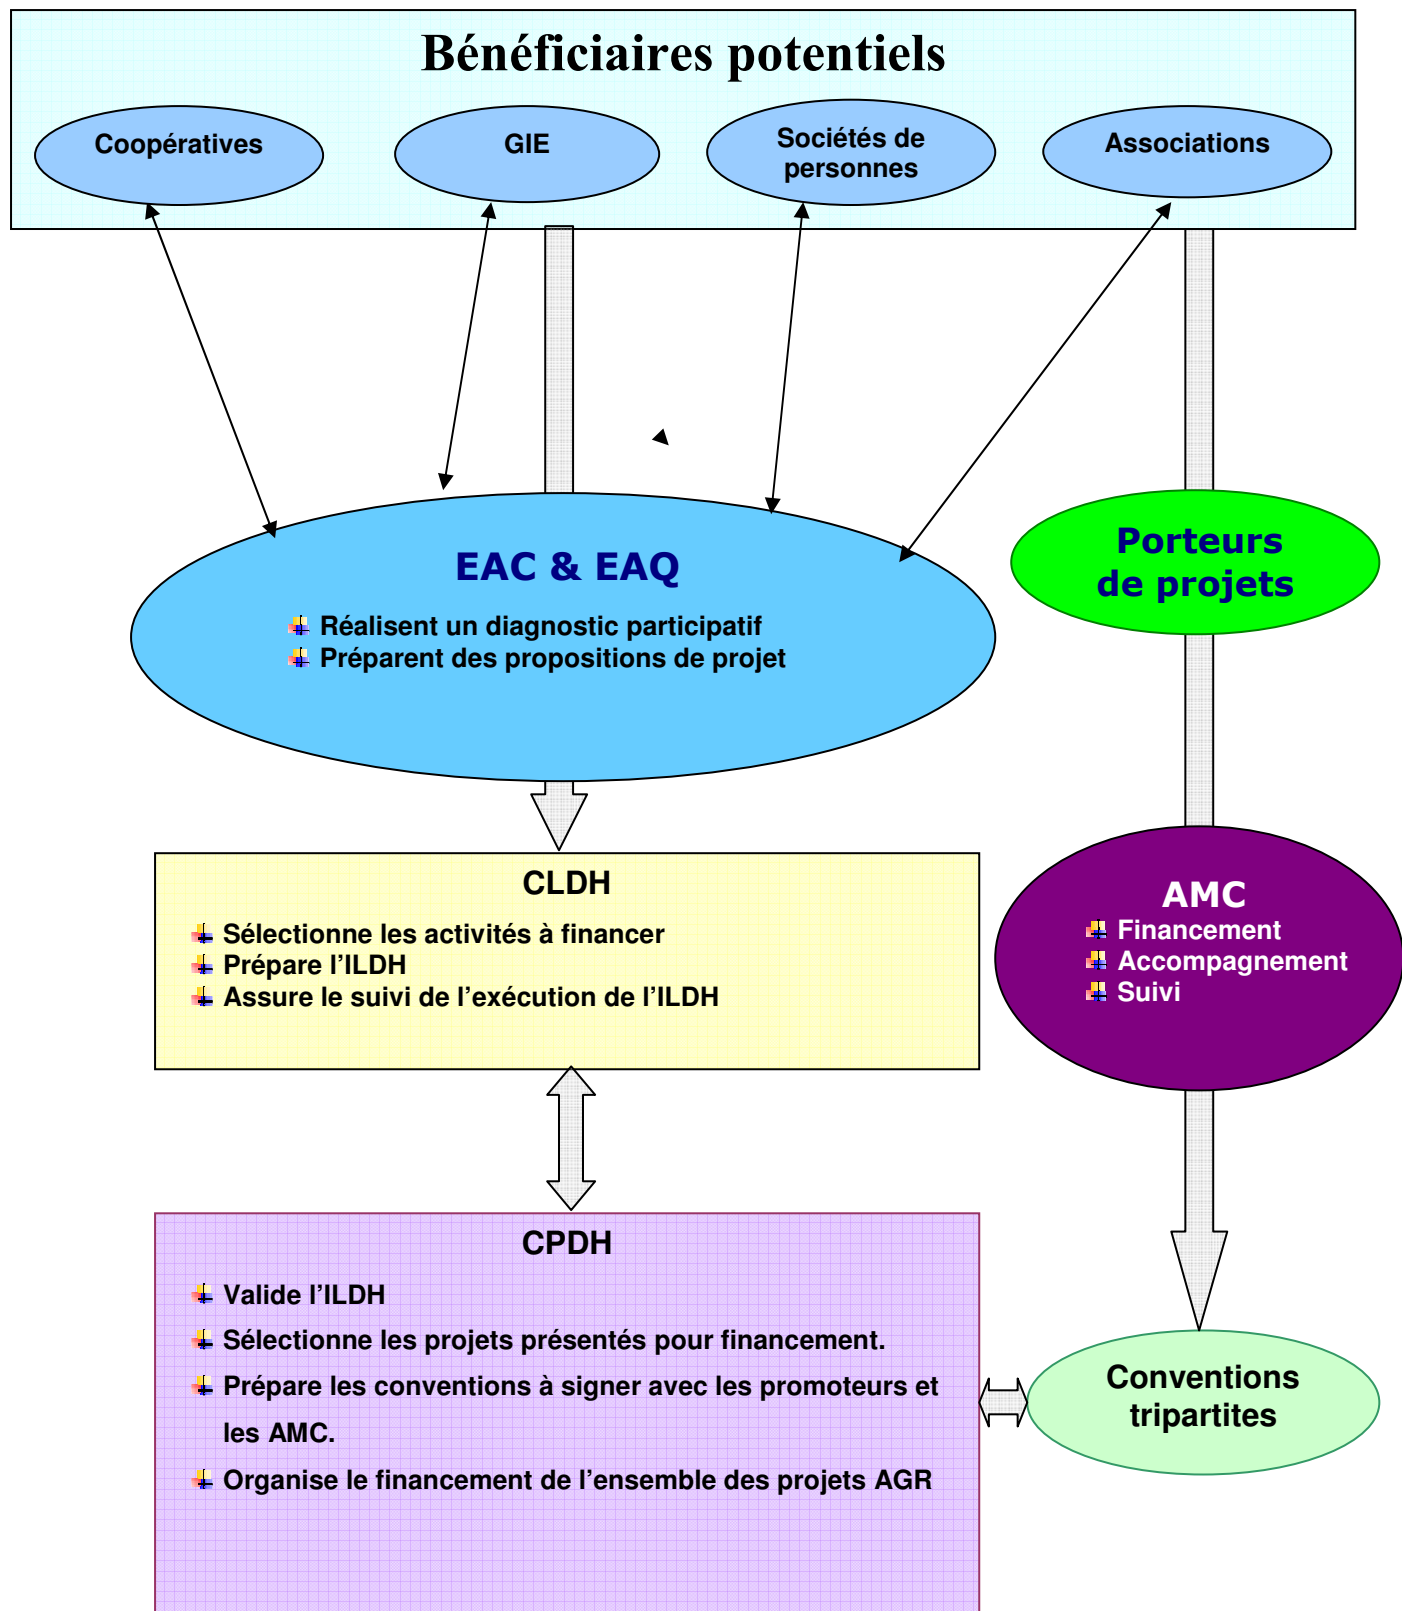 Bénéficiaires potentiels
Coopératives
GIE
Sociétés de
personnes
Associations
EAC & EAQ
Réalisent un diagnostic participatif
Préparent des propositions de projet
Porteurs
de projets
CLDH
Sélectionne les activités à financer
Prépare l’ILDH
Assure le suivi de l’exécution de l’ILDH
AMC
Financement
Accompagnement
Suivi
CPDH
Valide l’ILDH
Sélectionne les projets présentés pour financement.
Prépare les conventions à signer avec les promoteurs et
les AMC.
Organise le financement de l’ensemble des projets AGR
Conventions
tripartites